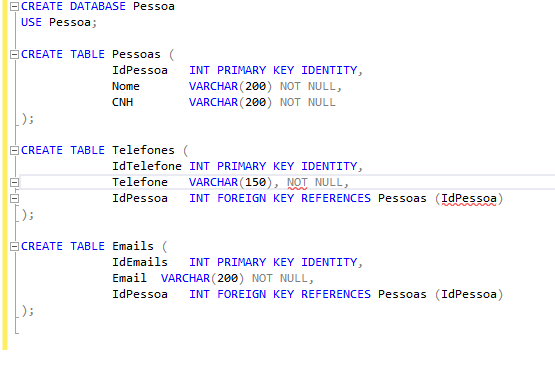 CREATE DATABASE Pessoa
USE Pessoa;
CREATE TABLE Pessoas (
IdPessoa INT PRIMARY KEY IDENTITY,
Nome VARCHAR(200) NOT NULL,
CNH VARCHAR(200) NOT NULL
);
CREATE TABLE Telefones (
IdTelefone INT PRIMARY KEY IDENTITY,
Telefone VARCHAR(150), NOT NULL,
IdPessoa INT FOREIGN KEY REFERENCES Pessoas (IdPessoa)
);
CREATE TABLE Emails (
IdEmails INT PRIMARY KEY IDENTITY,
Email VARCHAR(200) NOT NULL,
IdPessoa INT FOREIGN KEY REFERENCES Pessoas (IdPessoa)
);